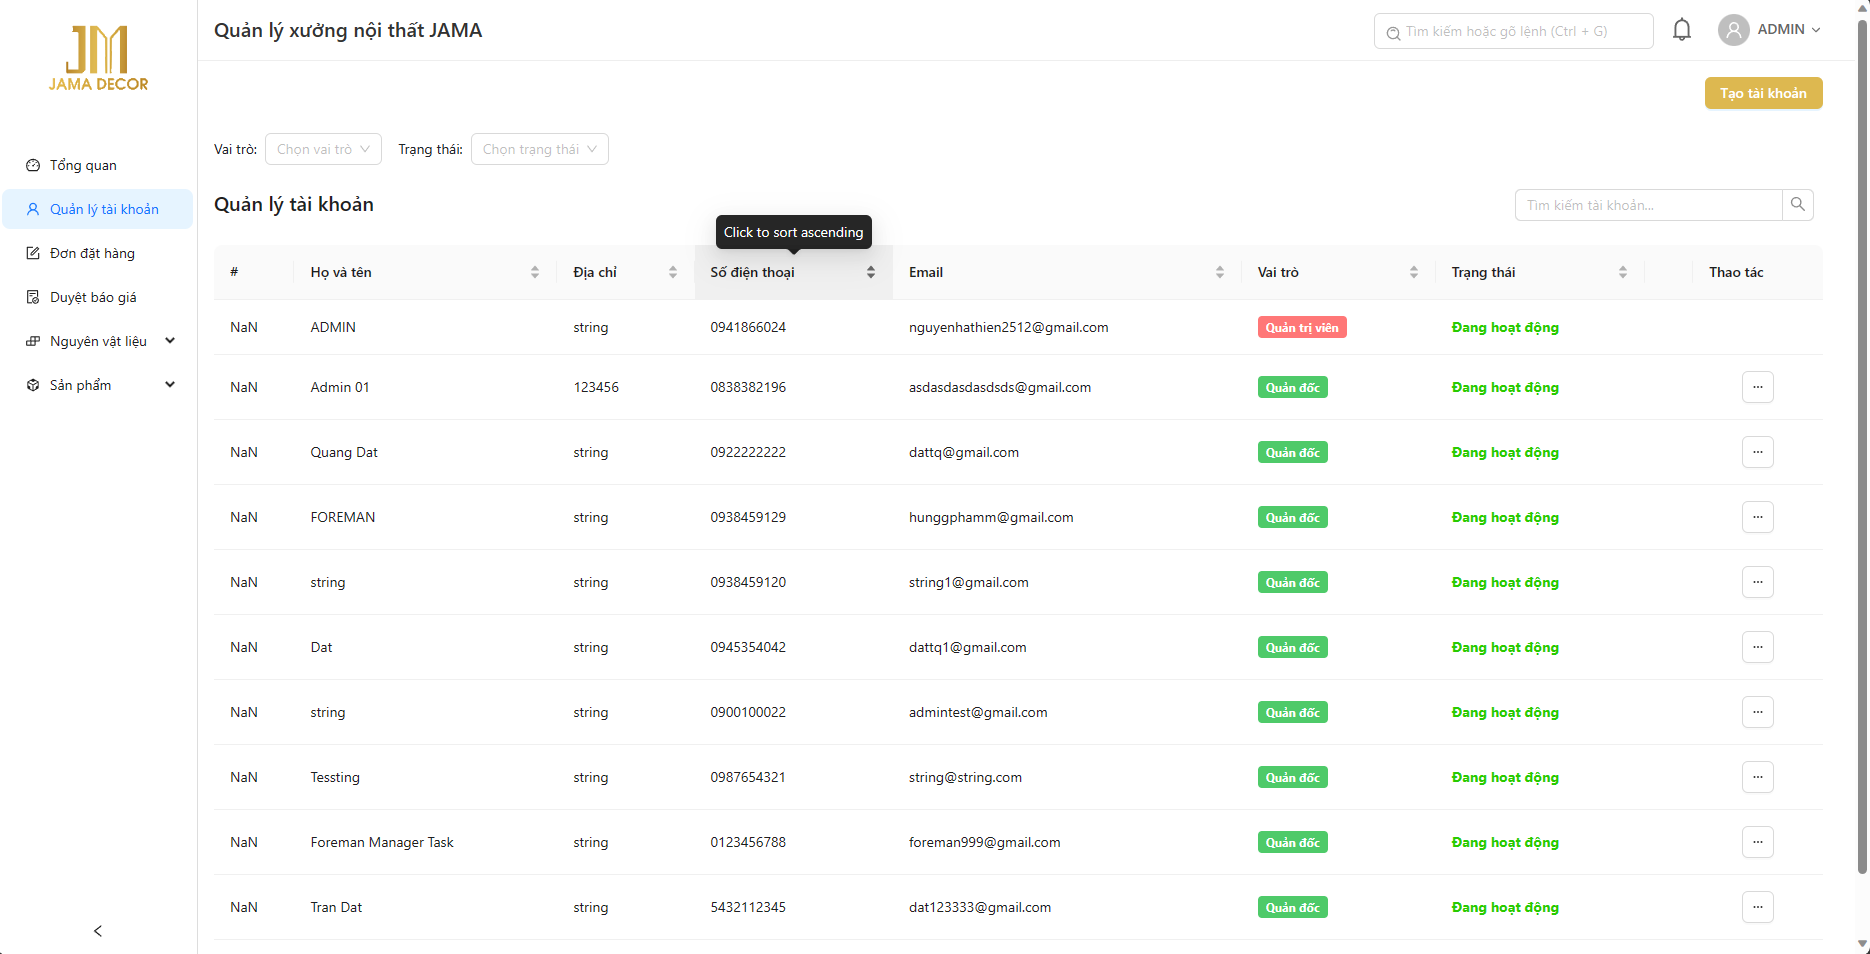 JM
JAMA DECOR
Quản lý xưởng nội thất JAMA
Tìm kiếm hoặc gõ lệnh (Ctrl + G)
ADMIN
Tạo tài khoản
Tổng quan
Quản lý tài khoản
Đơn đặt hàng
Duyệt báo giá
Nguyên vật liệu
Sản phẩm
Vai trò: Chọn vai trò Trạng thái: Chọn trạng thái
Quản lý tài khoản
Tìm kiếm tài khoản...
Click to sort ascending
# Họ và tên Địa chỉ Số điện thoại Email Vai trò Trạng thái Thao tác
NaN ADMIN string 0941866024 nguyenhathien2512@gmail.com Quản trị viên Đang hoạt động
NaN Admin 01 123456 0838382196 asdasdasdasdsds@gmail.com Quản đốc Đang hoạt động ...
NaN Quang Dat string 0922222222 dattq@gmail.com Quản đốc Đang hoạt động ...
NaN FOREMAN string 0938459129 hunggphamm@gmail.com Quản đốc Đang hoạt động ...
NaN string string 0938459120 string1@gmail.com Quản đốc Đang hoạt động ...
NaN Dat string 0945354042 dattq1@gmail.com Quản đốc Đang hoạt động ...
NaN string string 0900100022 admintest@gmail.com Quản đốc Đang hoạt động ...
NaN Tessting string 0987654321 string@string.com Quản đốc Đang hoạt động ...
NaN Foreman Manager Task string 0123456788 foreman999@gmail.com Quản đốc Đang hoạt động ...
NaN Tran Dat string 5432112345 dat123333@gmail.com Quản đốc Đang hoạt động ...